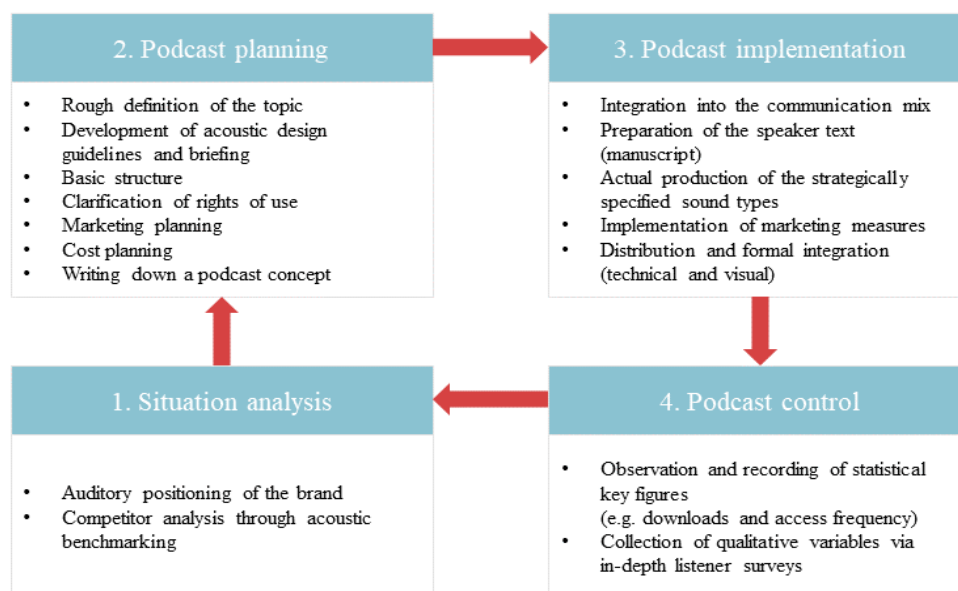 2. Podcast planning
• Rough definition of the topic
• Development of acoustic design
guidelines and briefing
• Basic structure
• Clarification of rights of use
• Marketing planning
• Cost planning
• Writing down a podcast concept
3. Podcast implementation
• Integration into the communication mix
• Preparation of the speaker text
(manuscript)
• Actual production of the strategically
specified sound types
• Implementation of marketing measures
• Distribution and formal integration
(technical and visual)
1. Situation analysis
• Auditory positioning of the brand
• Competitor analysis through acoustic
benchmarking
4. Podcast control
• Observation and recording of statistical
key figures
(e.g. downloads and access frequency)
• Collection of qualitative variables via
in-depth listener surveys